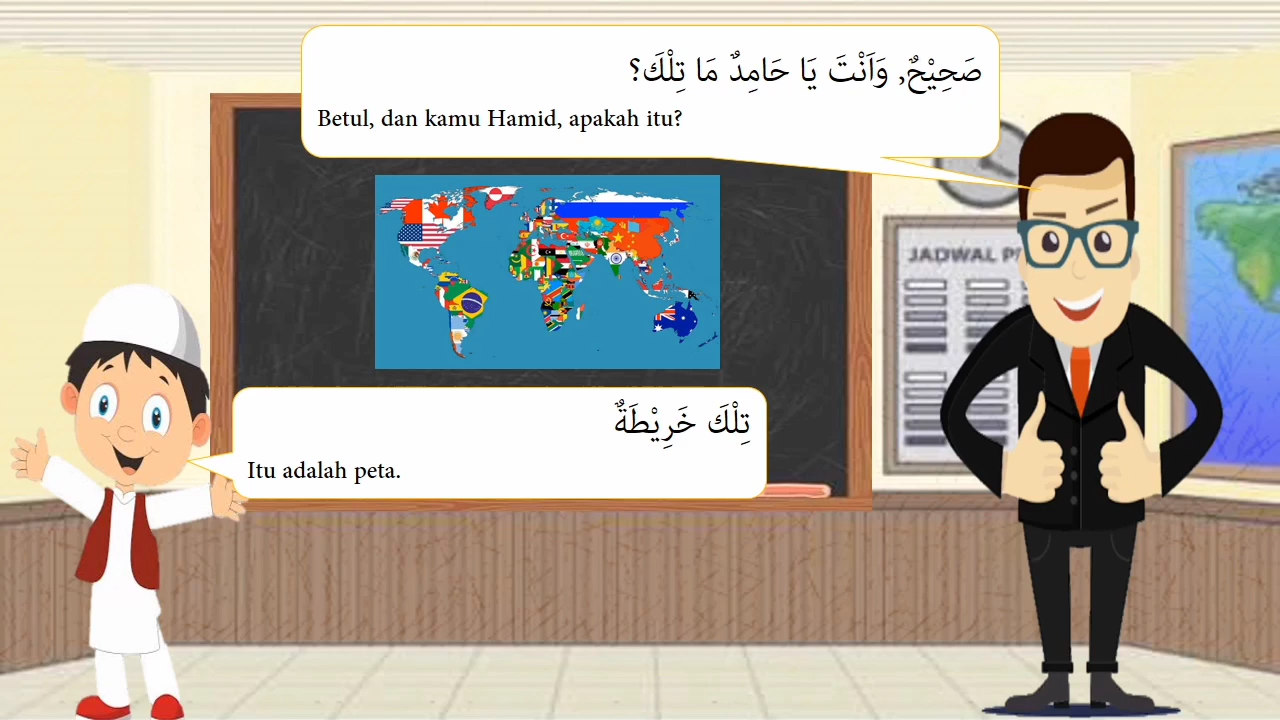 صَحِيْحٌ, وَاَنْتَ يَا حَامِدٌ مَا تِلْكَ؟
Betul, dan kamu Hamid, apakah itu?
JADWAL P
تِلْكَ خَرِيْطَةٌ
Itu adalah peta.